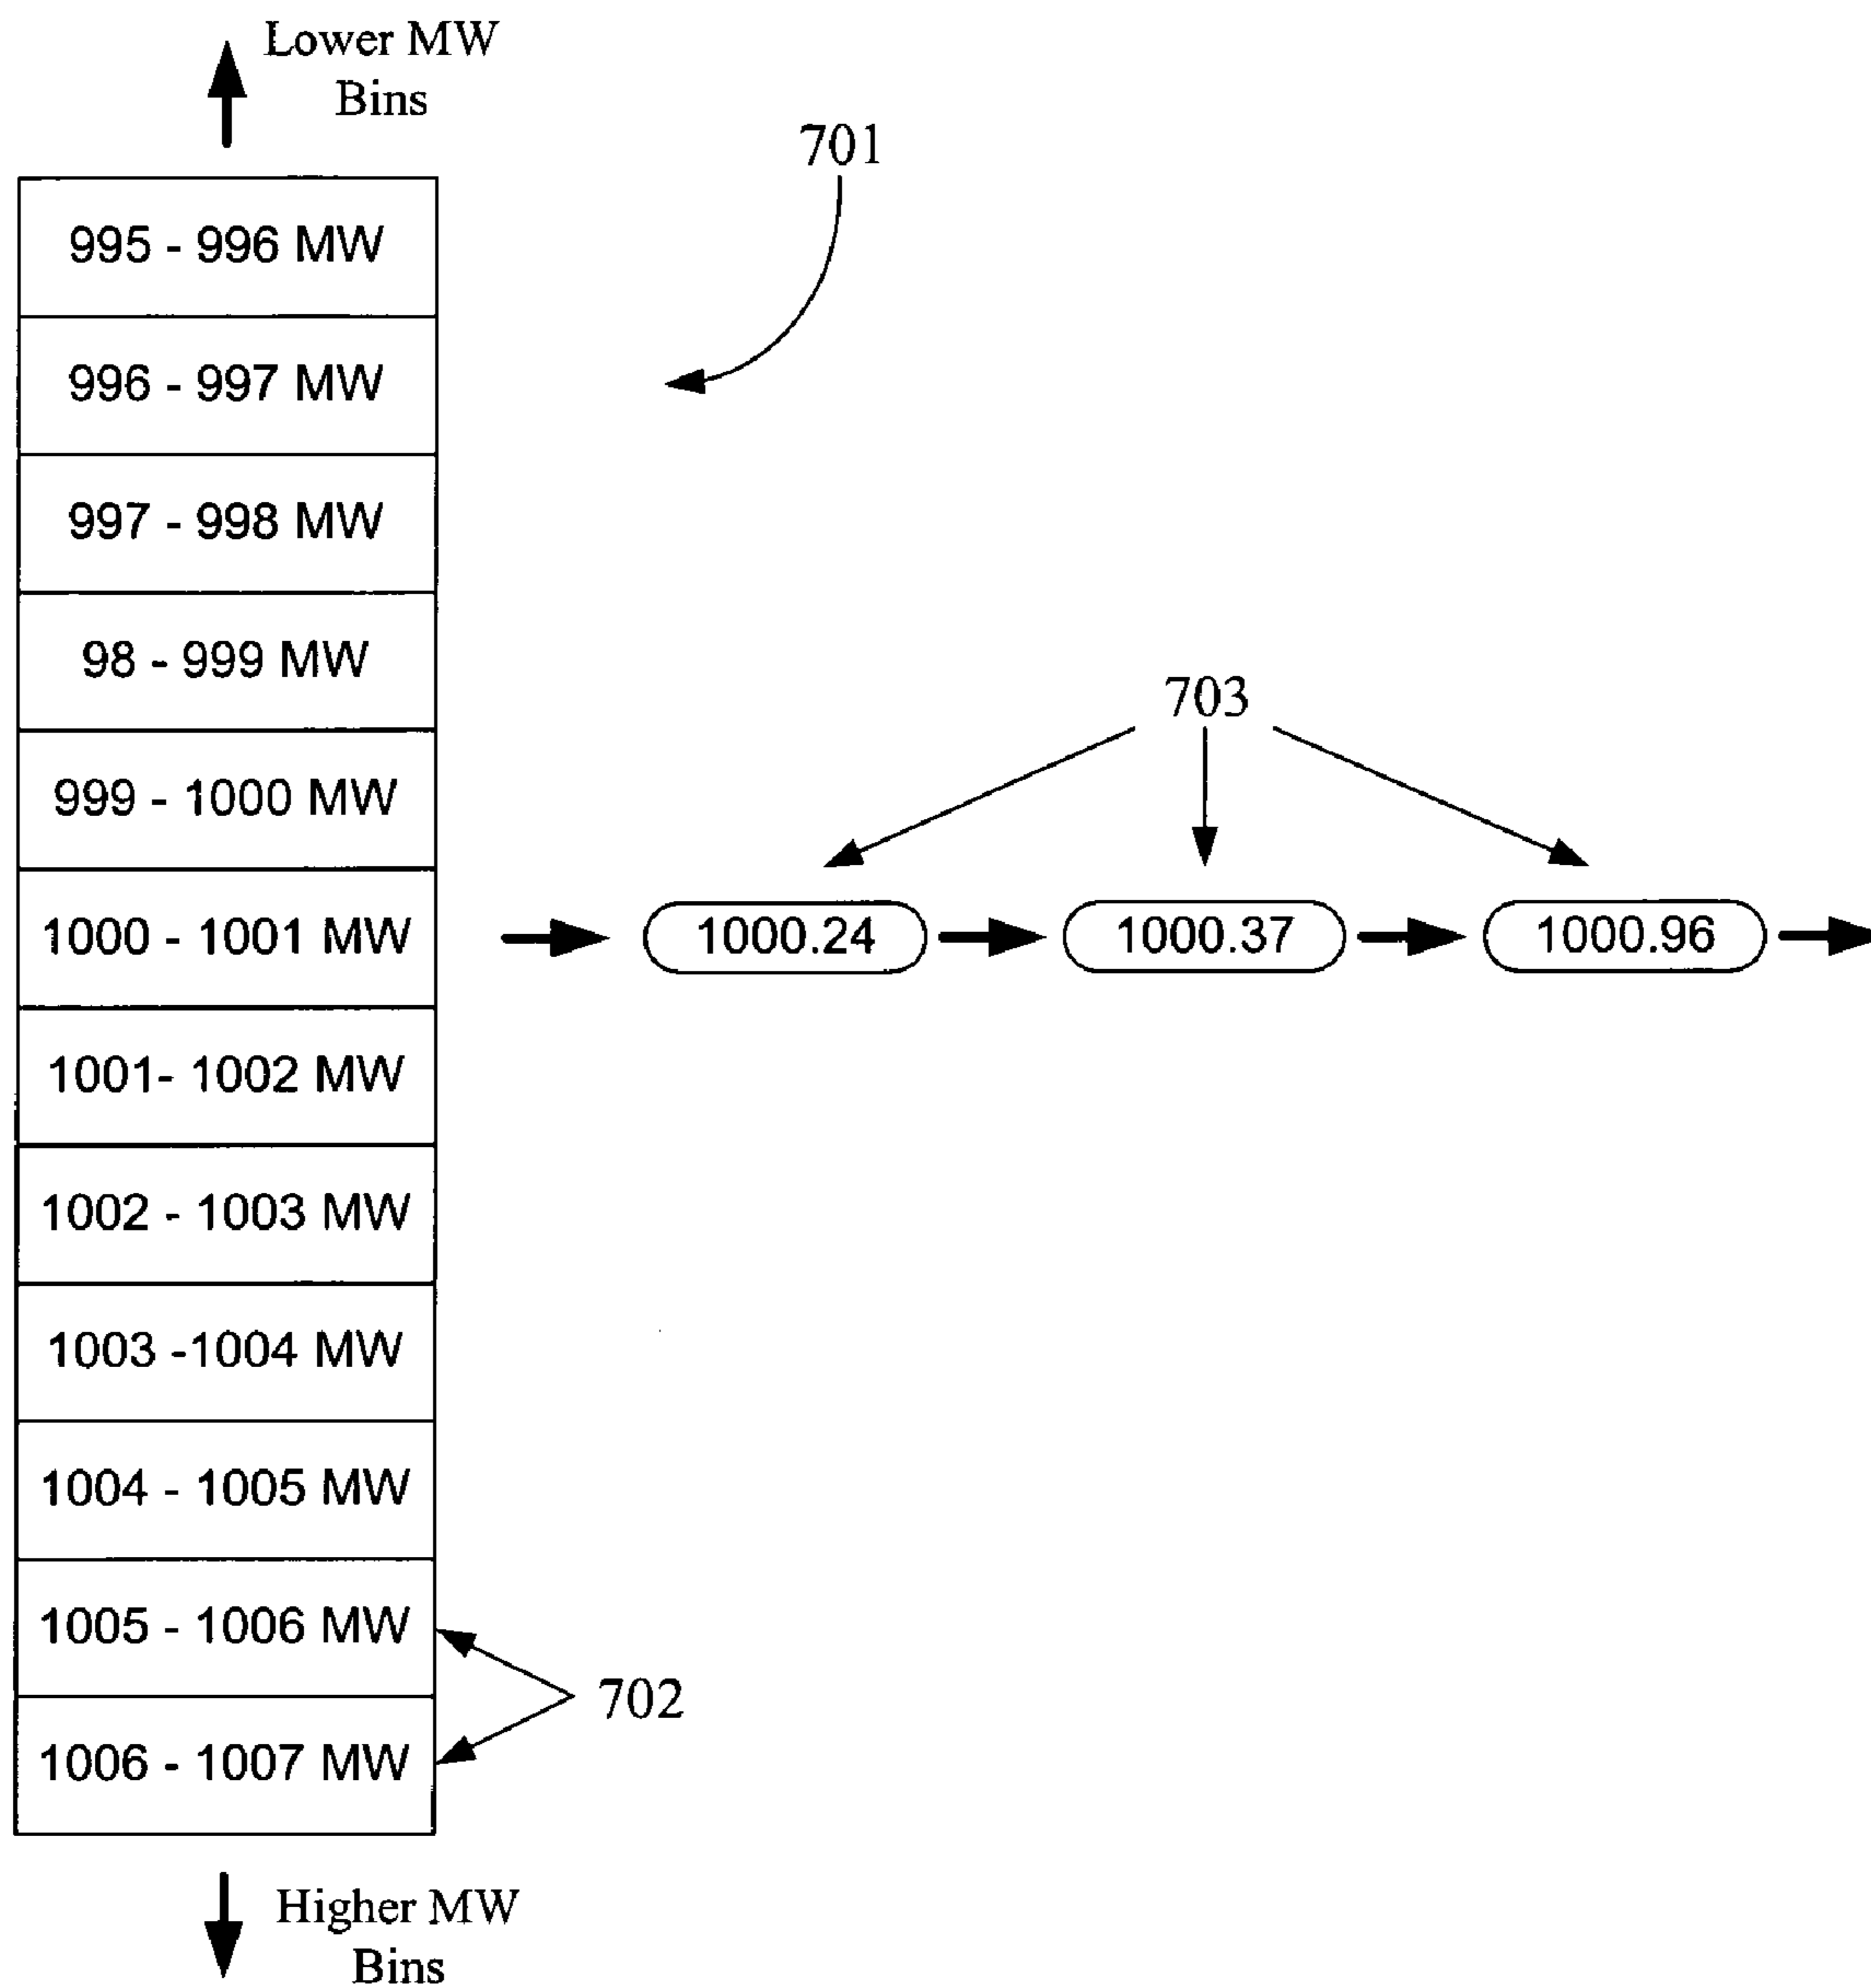 Lower MW
Bins
701
995 - 996 MW
996 - 997 MW
997 - 998 MW
98 - 999 MW
703
999 - 1000 MW
1000 - 1001 MW
1000.24
1000.37
1000.96
1001- 1002 MW
1002 - 1003 MW
1003 -1004 MW
1004 - 1005 MW
1005 - 1006 MW
702
1006 - 1007 MW
Higher MW
Bins